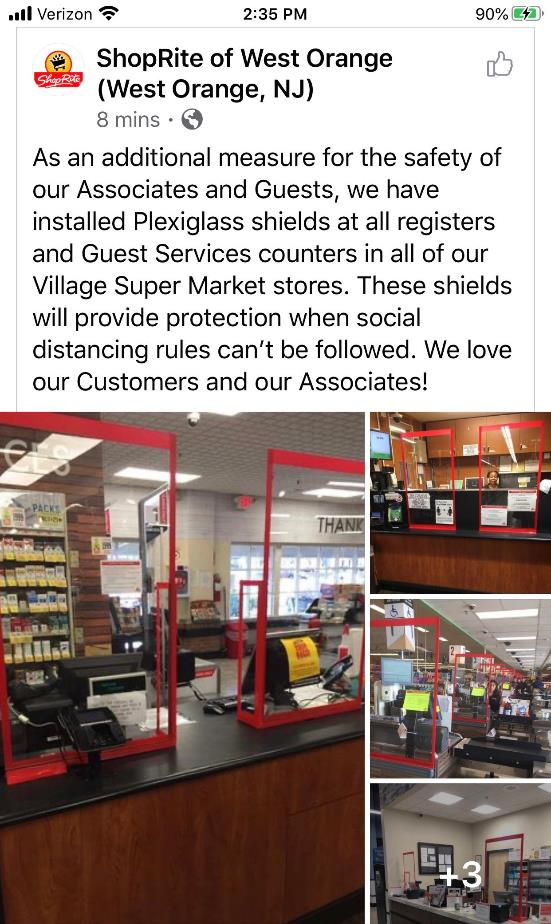 Verizon 2:35 PM 90%
ShopRite of West Orange
(West Orange, NJ)
ShopRite
8 mins ·
As an additional measure for the safety of
our Associates and Guests, we have
installed Plexiglass shields at all registers
and Guest Services counters in all of our
Village Super Market stores. These shields
will provide protection when social
distancing rules can’t be followed. We love
our Customers and our Associates!
PACKS
THANK
2
+3